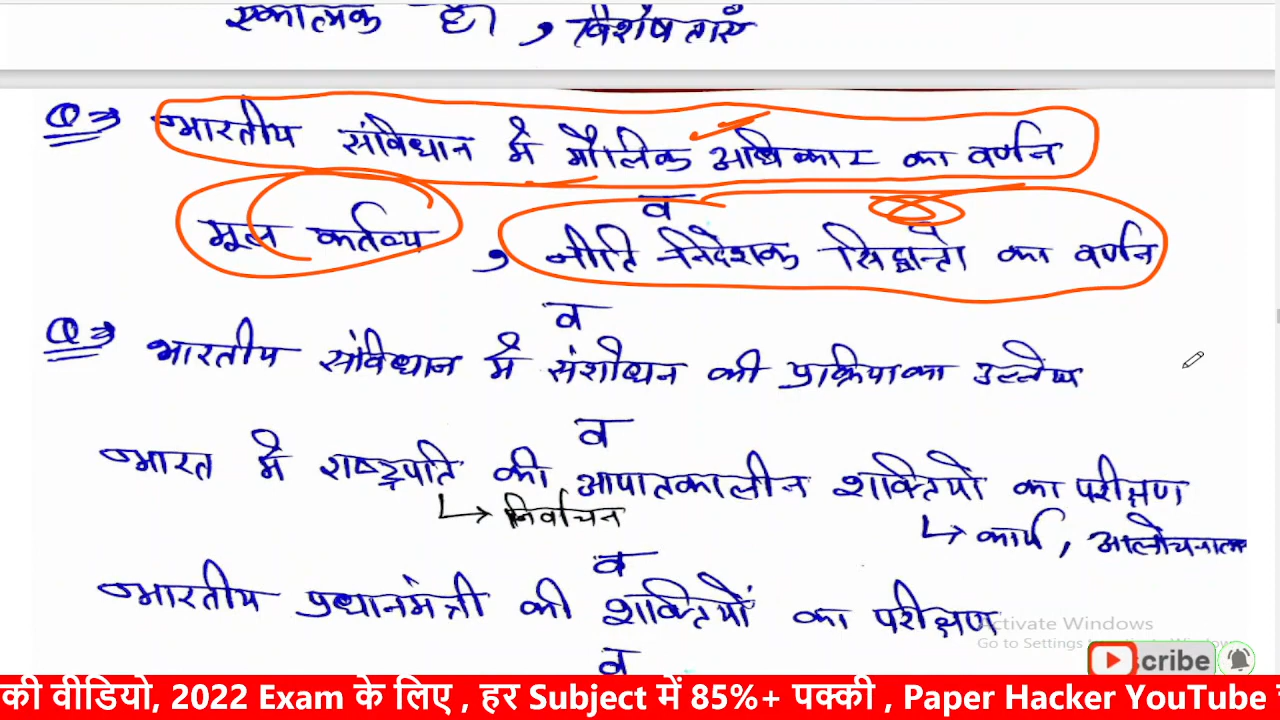 एकात्मक है। , विशेषताएँ
Q⇒ भारतीय संविधान में मौलिक अधिकार का वर्णन
व
मूल कर्तव्य , नीति निदेशक सिद्धान्तो का वर्णन
व
Q⇒ भारतीय संविधान में संशोधन की प्रक्रिया का उल्लेख
व
भारत में राष्ट्रपति की आपातकालीन शक्तियों का परीक्षण
↳ निर्वाचन ↳ कार्य, आलोचनात्मक
व
भारतीय प्रधानमंत्री की शक्तियों का परीक्षण
Activate Windows
Go to Settings
व
cribe
की वीडियो, 2022 Exam के लिए , हर Subject में 85%+ पक्की , Paper Hacker YouTube